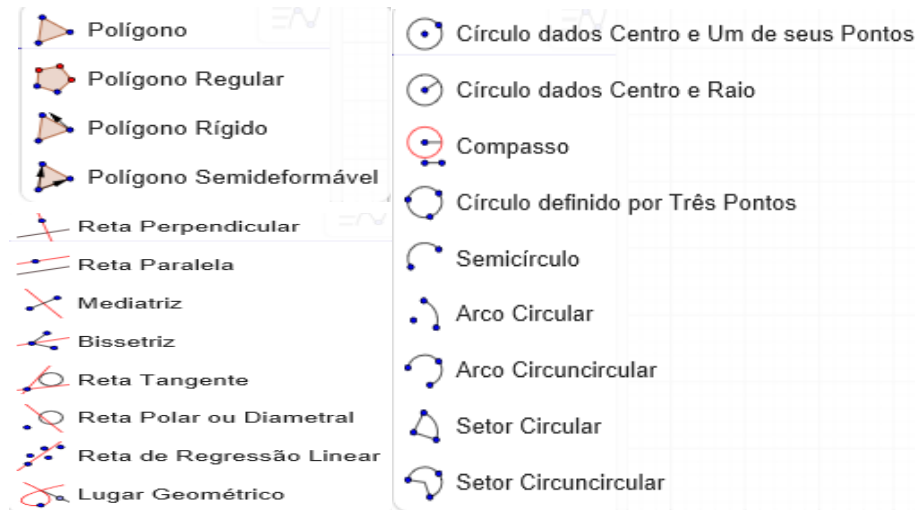 Polígono
Polígono Regular
Polígono Rígido
Polígono Semideformável
Reta Perpendicular
Reta Paralela
Mediatriz
Bissetriz
Reta Tangente
Reta Polar ou Diametral
Reta de Regressão Linear
Lugar Geométrico
Círculo dados Centro e Um de seus Pontos
Círculo dados Centro e Raio
Compasso
Círculo definido por Três Pontos
Semicírculo
Arco Circular
Arco Circuncircular
Setor Circular
Setor Circuncircular